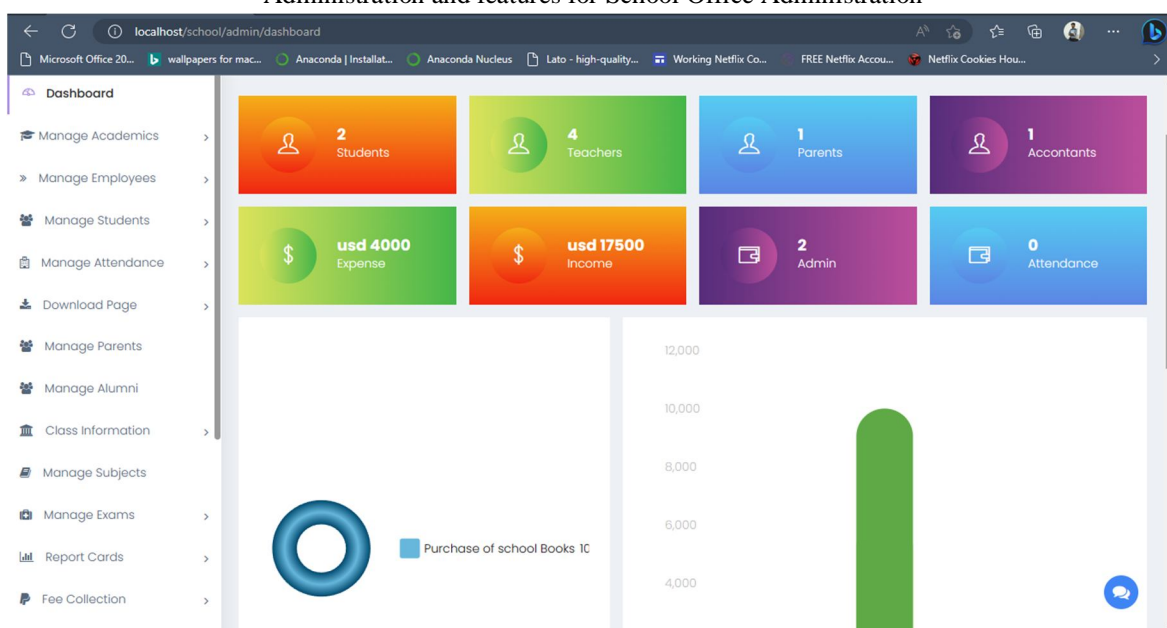 Administration and features for School Office Administration
localhost/school/admin/dashboard
Microsoft Office 20... wallpapers for mac... Anaconda | Installat... Anaconda Nucleus Lato - high-quality... Working Netflix Co... FREE Netflix Accou... Netflix Cookies Hou...
Dashboard
Manage Academics
Manage Employees
Manage Students
Manage Attendance
Download Page
Manage Parents
Manage Alumni
Class Information
Manage Subjects
Manage Exams
Report Cards
Fee Collection
2
Students
4
Teachers
1
Parents
1
Accontants
usd 4000
Expense
usd 17500
Income
2
Admin
0
Attendance
Purchase of school Books 10
12,000
10,000
8,000
6,000
4,000